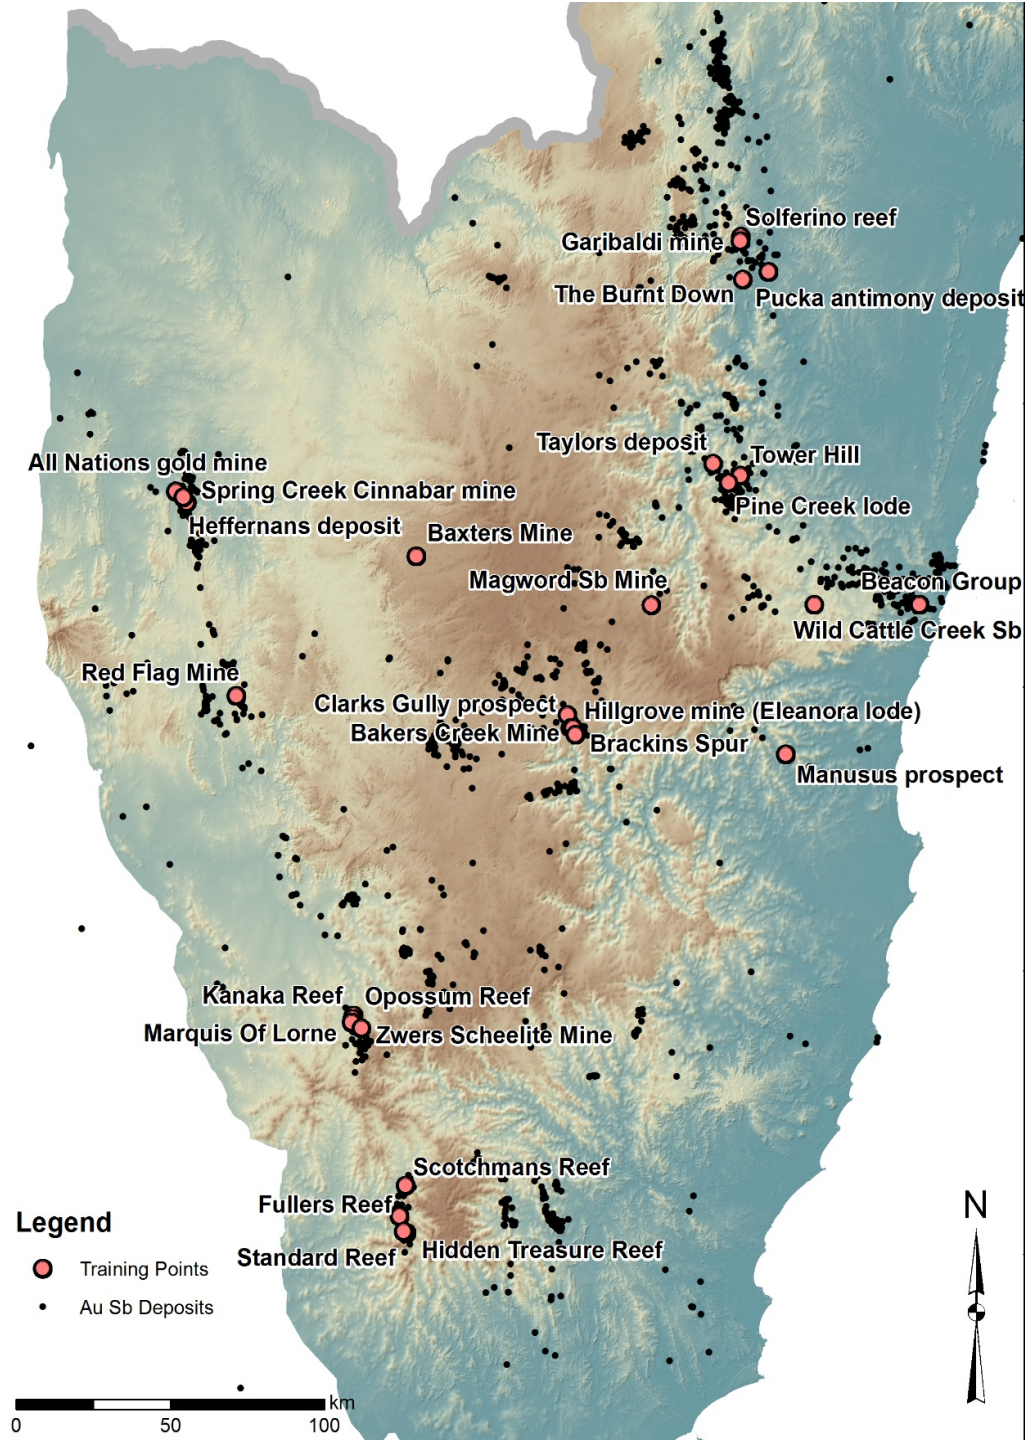 Solferino reef
Garibaldi mine
The Burnt Down
Pucka antimony deposit
Taylors deposit
Tower Hill
All Nations gold mine
Spring Creek Cinnabar mine
Pine Creek lode
Heffernans deposit
Baxters Mine
Magword Sb Mine
Beacon Group
Wild Cattle Creek Sb
Red Flag Mine
Clarks Gully prospect
Hillgrove mine (Eleanora lode)
Bakers Creek Mine
Brackins Spur
Manusus prospect
Kanaka Reef
Opossum Reef
Marquis Of Lorne
Zwers Scheelite Mine
Scotchmans Reef
Fullers Reef
Standard Reef
Hidden Treasure Reef
Legend
Training Points
Au Sb Deposits
N
km
0 50 100